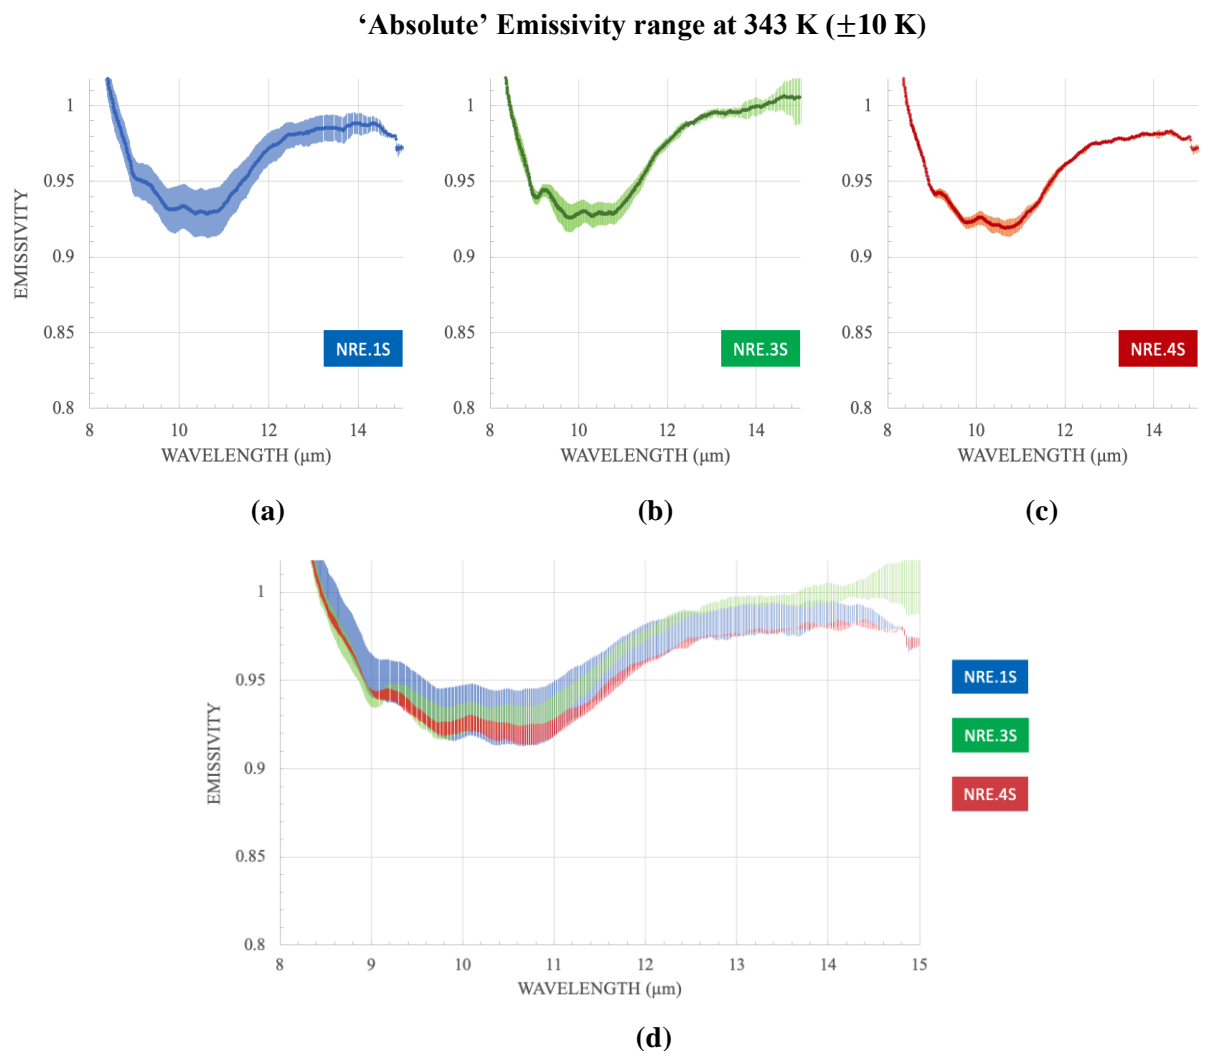 ‘Absolute’ Emissivity range at 343 K (±10 K)
EMISSIVITY
1
0.95
0.9
0.85
0.8
8 10 12 14
WAVELENGTH (μm)
NRE.1S
(a)
1
0.95
0.9
0.85
0.8
8 10 12 14
WAVELENGTH (μm)
NRE.3S
(b)
1
0.95
0.9
0.85
0.8
8 10 12 14
WAVELENGTH (μm)
NRE.4S
(c)
EMISSIVITY
1
0.95
0.9
0.85
0.8
8 9 10 11 12 13 14 15
WAVELENGTH (μm)
NRE.1S
NRE.3S
NRE.4S
(d)